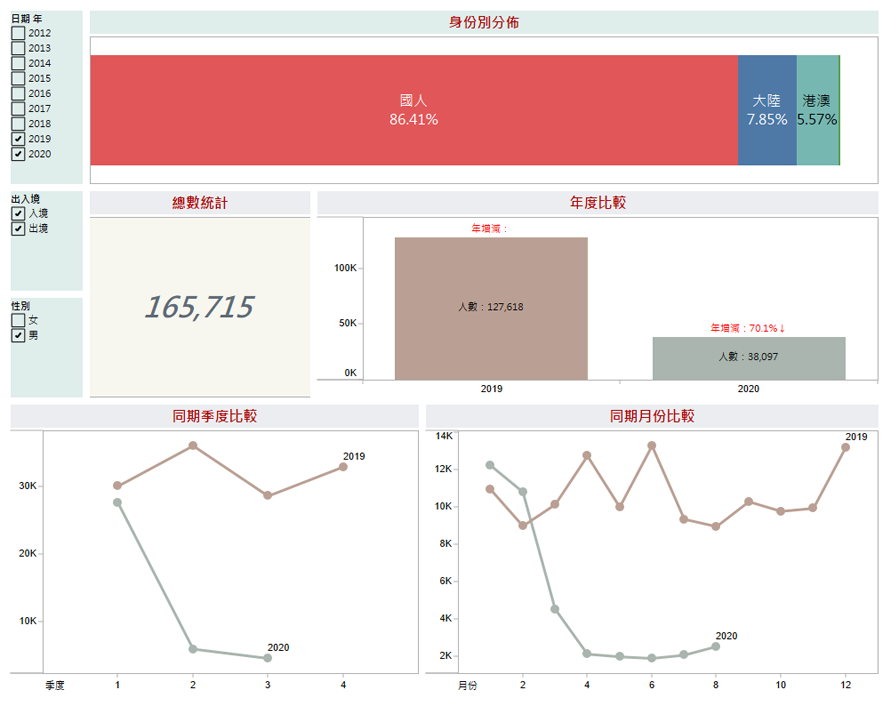 日期 年
2012
2013
2014
2015
2016
2017
2018
2019
2020
身份別分佈
國人
86.41%
大陸
7.85%
港澳
5.57%
出入境
入境
出境
性別
女
男
總數統計
165,715
年度比較
年增減：
100K
人數：127,618
50K
年增減：70.1%↓
人數：38,097
0K
2019
2020
同期季度比較
2019
30K
20K
10K
2020
季度
1
2
3
4
同期月份比較
14K
2019
12K
10K
8K
6K
4K
2020
2K
月份
2
4
6
8
10
12